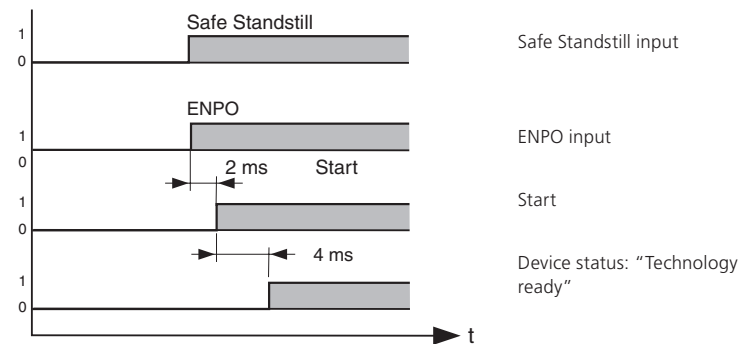 Safe Standstill
1
0
Safe Standstill input
ENPO
1
0
ENPO input
2 ms
Start
1
0
Start
4 ms
1
0
Device status: “Technology
ready”
t